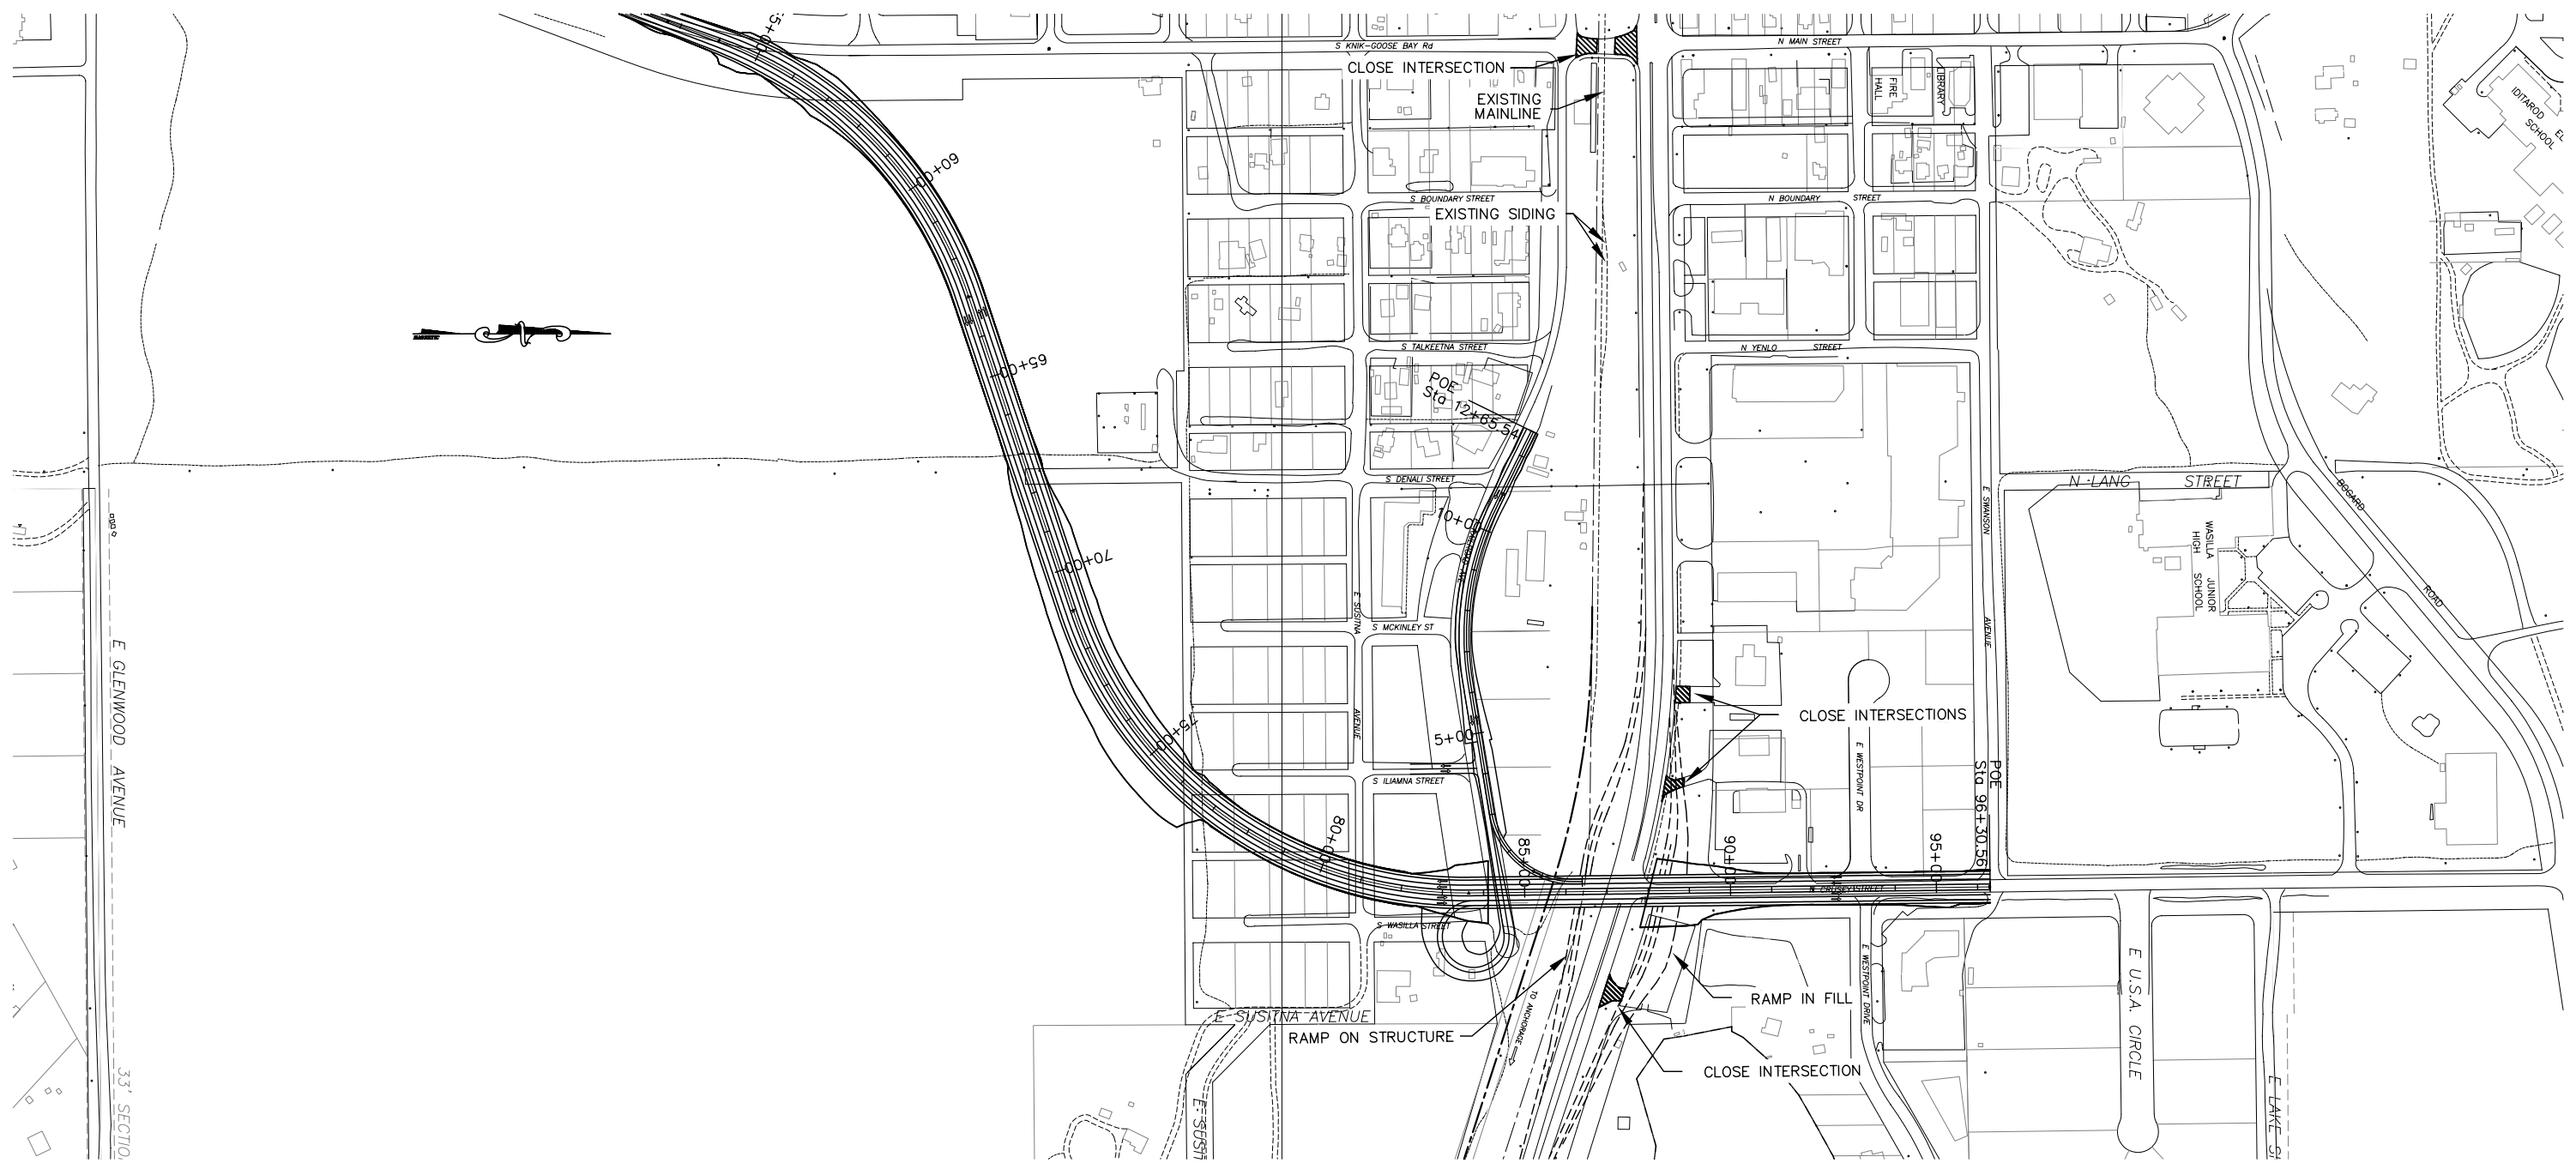 S KNIK-GOOSE BAY Rd
N MAIN STREET
CLOSE INTERSECTION
EXISTING
MAINLINE
FIRE
HALL
LIBRARY
IDITAROD EL
SCHOOL
60+00
S BOUNDARY STREET
N BOUNDARY STREET
EXISTING SIDING
65+00
S TALKEETNA STREET
N YENLO STREET
POE
Sta 12+65.54
S DENALI STREET
N LANG STREET
BOGARD
ROAD
E SWANSON
AVENUE
10+00
WASILLA JUNIOR
HIGH SCHOOL
70+00
E SUSITNA
AVENUE
S MCKINLEY ST
E GLENWOOD AVENUE
75+00
5+00
CLOSE INTERSECTIONS
E WESTPOINT DR
S ILIAMNA STREET
POE
Sta 96+30.56
80+00
85+00
90+00
95+00
N CRUSEY STREET
S WASILLA STREET
E WESTPOINT DRIVE
E U.S.A. CIRCLE
TO ANCHORAGE
RAMP IN FILL
E SUSITNA AVENUE
RAMP ON STRUCTURE
CLOSE INTERSECTION
33' SECTIO
E SUSIT
E LAKE S